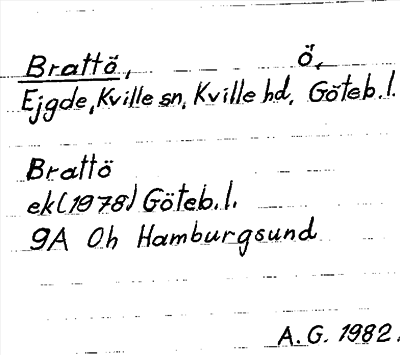 Brattö, ö,
Ejgde, Kville sn, Kville hd, Göteb.l.
Brattö
ek(1978) Göteb.l.
9A 0h Hamburgsund
A.G. 1982.